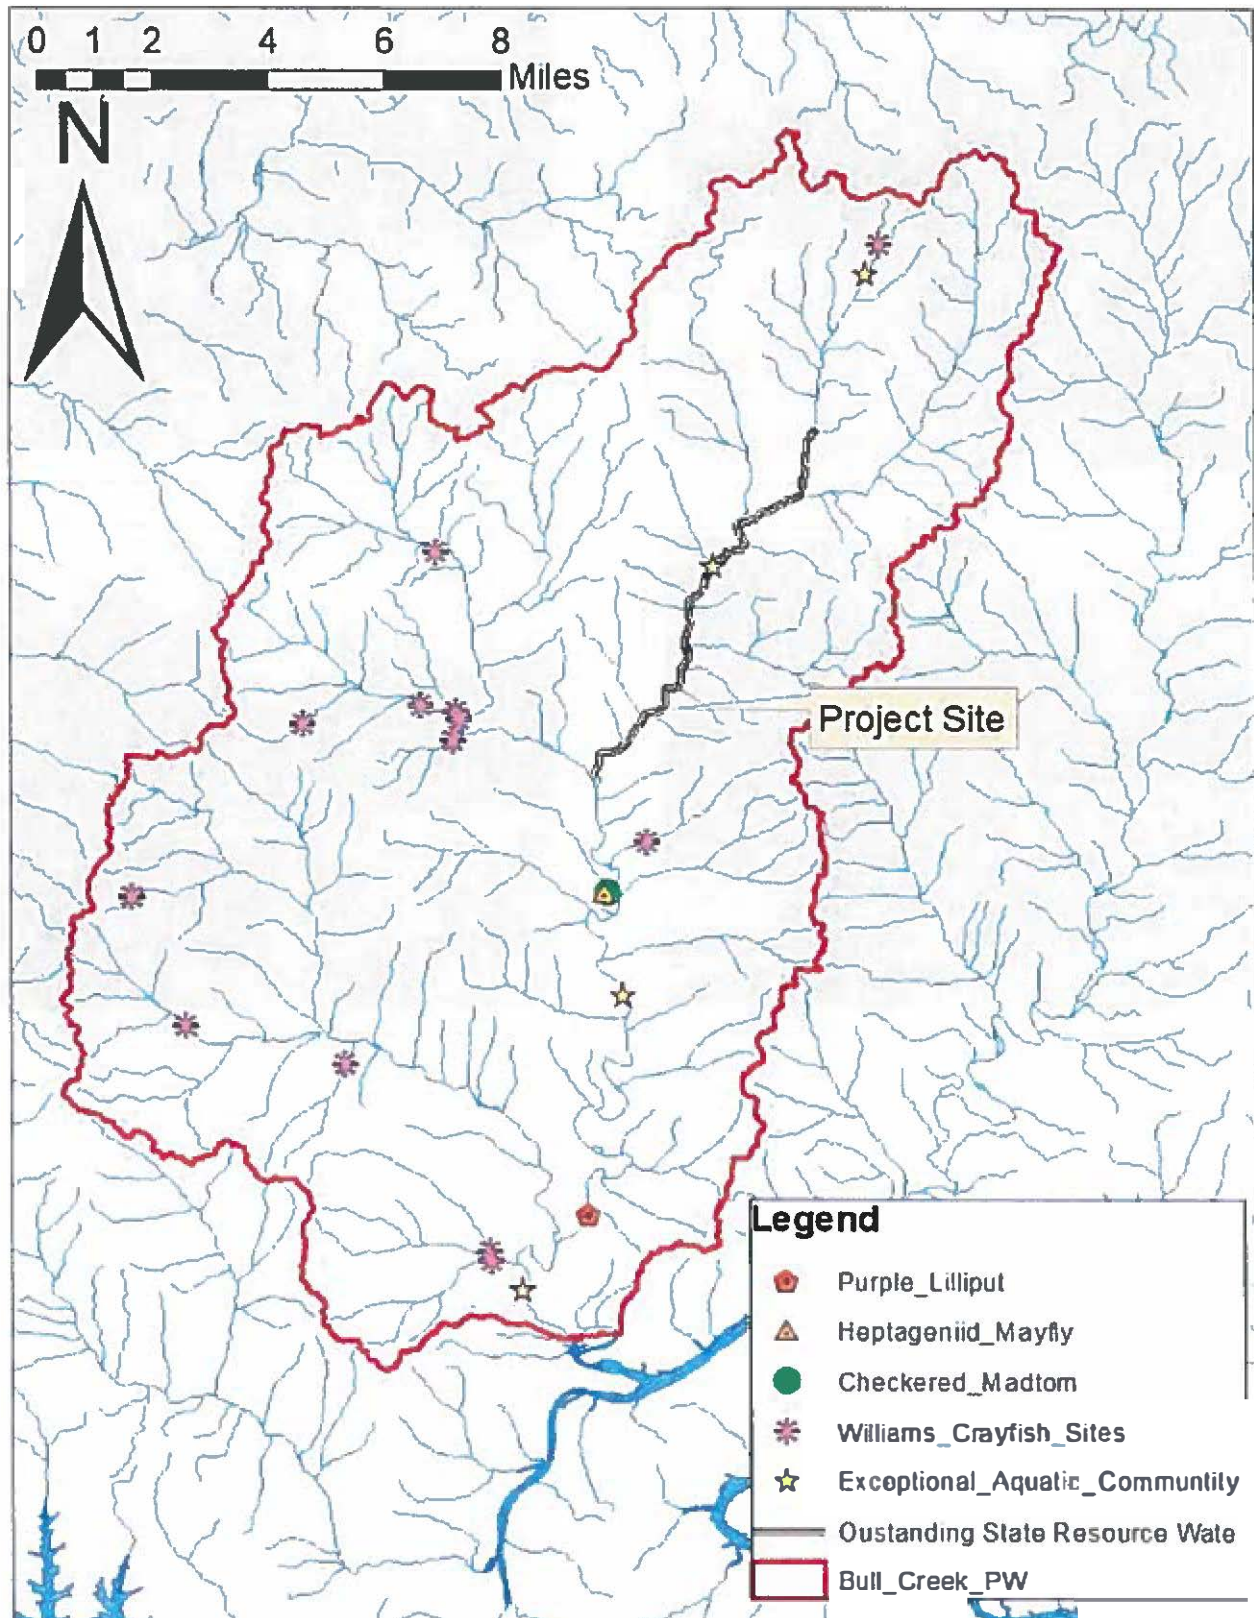 0 1 2 4 6 8
Miles
N
Project Site
Legend
Purple_Lilliput
Heptageniid_Mayfly
Checkered_Madtom
Williams_Crayfish_Sites
Exceptional_Aquatic_Communtity
Oustanding State Resource Wate
Bull_Creek_PW